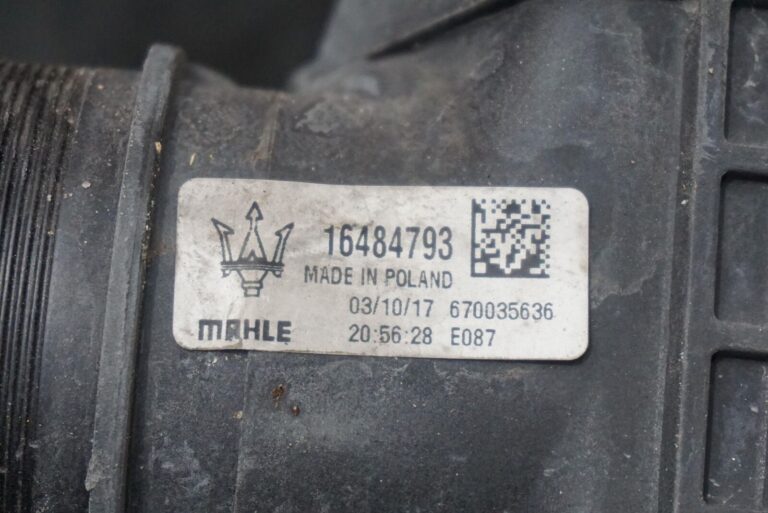 16484793
MADE IN POLAND
03/10/17 670035636
MAHLE 20:56:28 E087